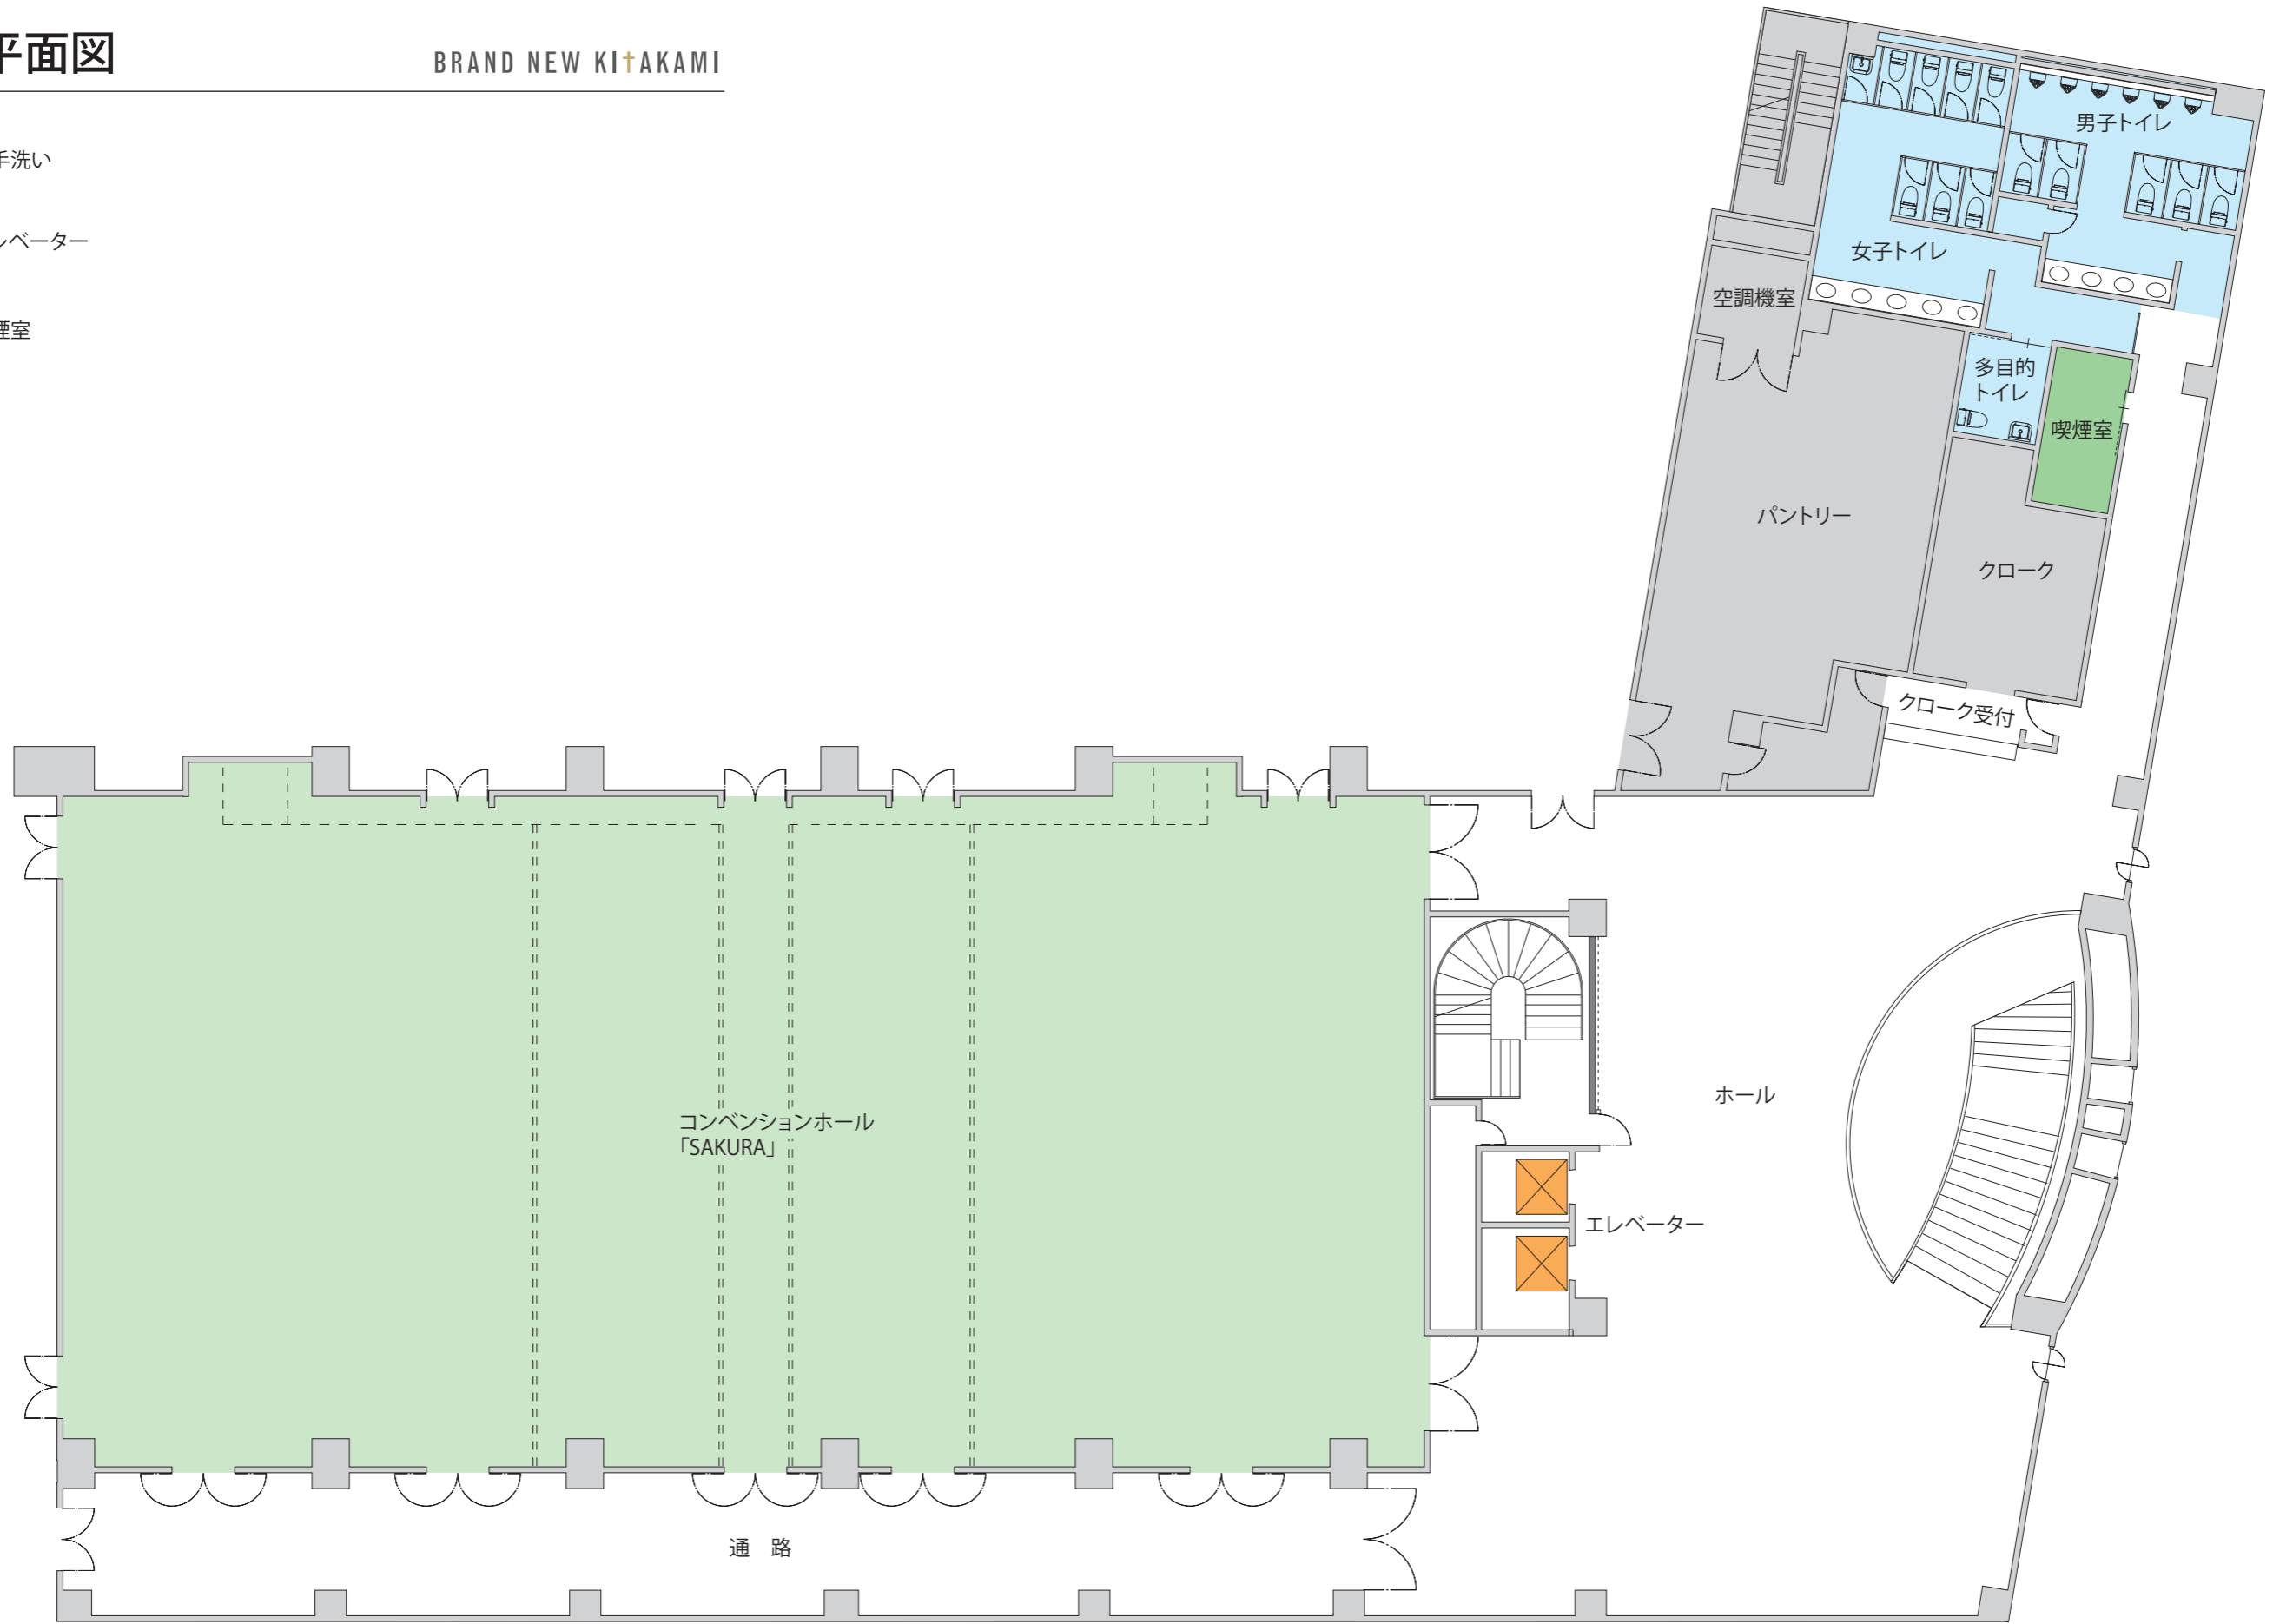 平面図
BRAND NEW KITAKAMI
手洗い
レベーター
煙室
男子トイレ
女子トイレ
空調機室
多目的
トイレ
喫煙室
パントリー
クローク
クローク受付
コンベンションホール
「SAKURA」
ホール
エレベーター
通 路